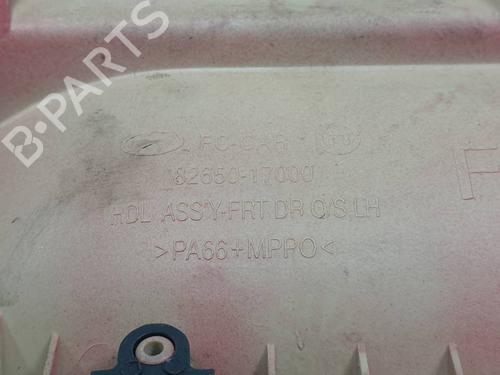 FC-CAR
82650-17000
HDL ASS'Y-FRT DR O/S,LH
>PA66+MPPO<
F
B-PARTS